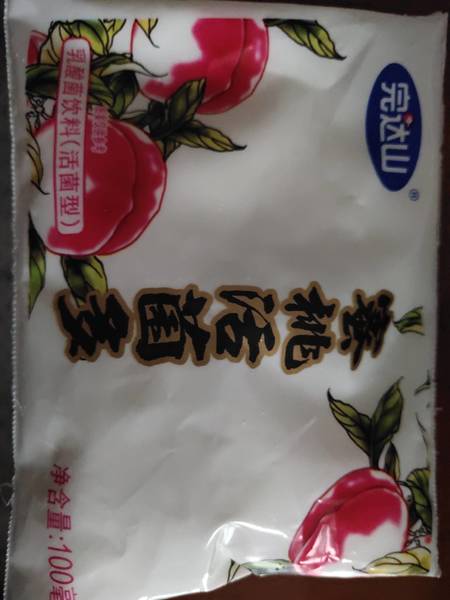 完达山
®
蜜桃
活菌多
乳酸菌饮料(活菌型)
净含量:100毫